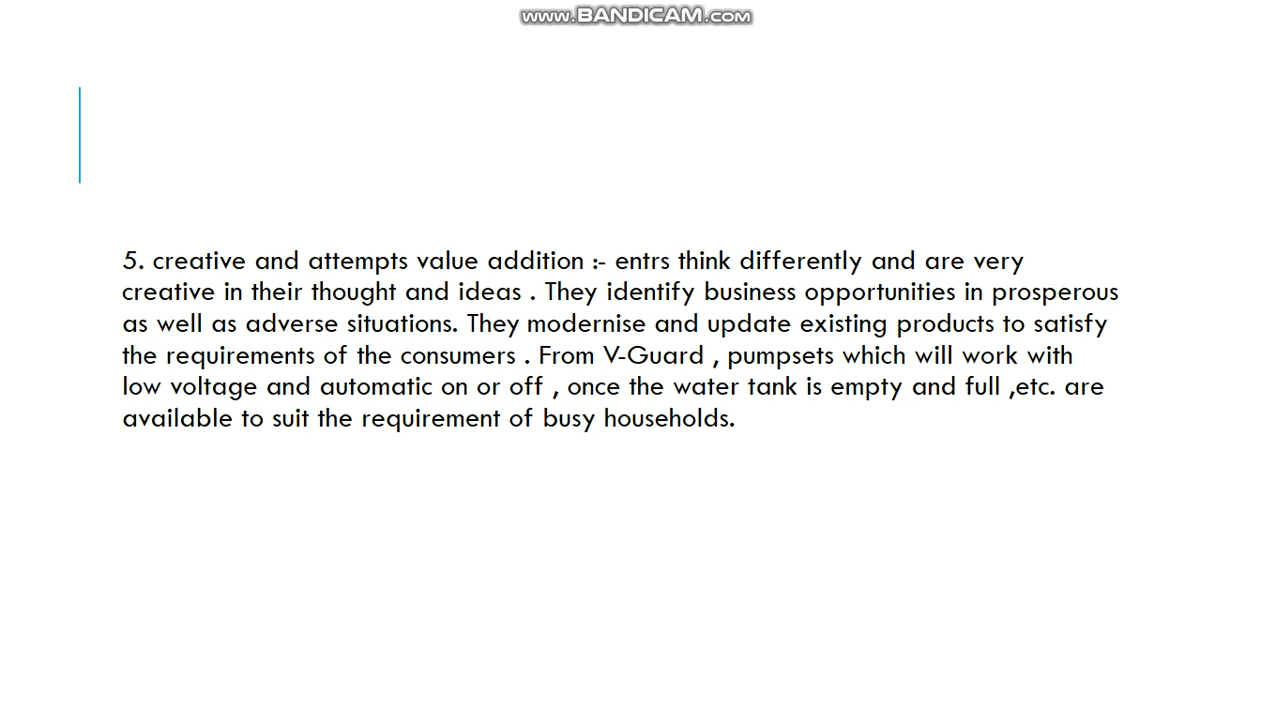 www.BANDICAM.com
5. creative and attempts value addition :- entrs think differently and are very
creative in their thought and ideas . They identify business opportunities in prosperous
as well as adverse situations. They modernise and update existing products to satisfy
the requirements of the consumers . From V-Guard , pumpsets which will work with
low voltage and automatic on or off , once the water tank is empty and full ,etc. are
available to suit the requirement of busy households.